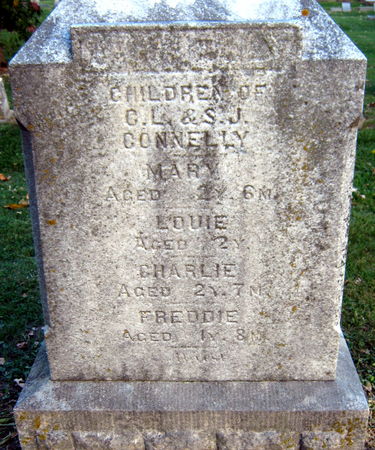 CHILDREN OF
C. L. & S. J.
CONNELLY
MARY
AGED 2Y. 6M
LOUIE
AGED 2Y
CHARLIE
AGED 2Y. 7M
FREDDIE
AGED 1Y. 8M